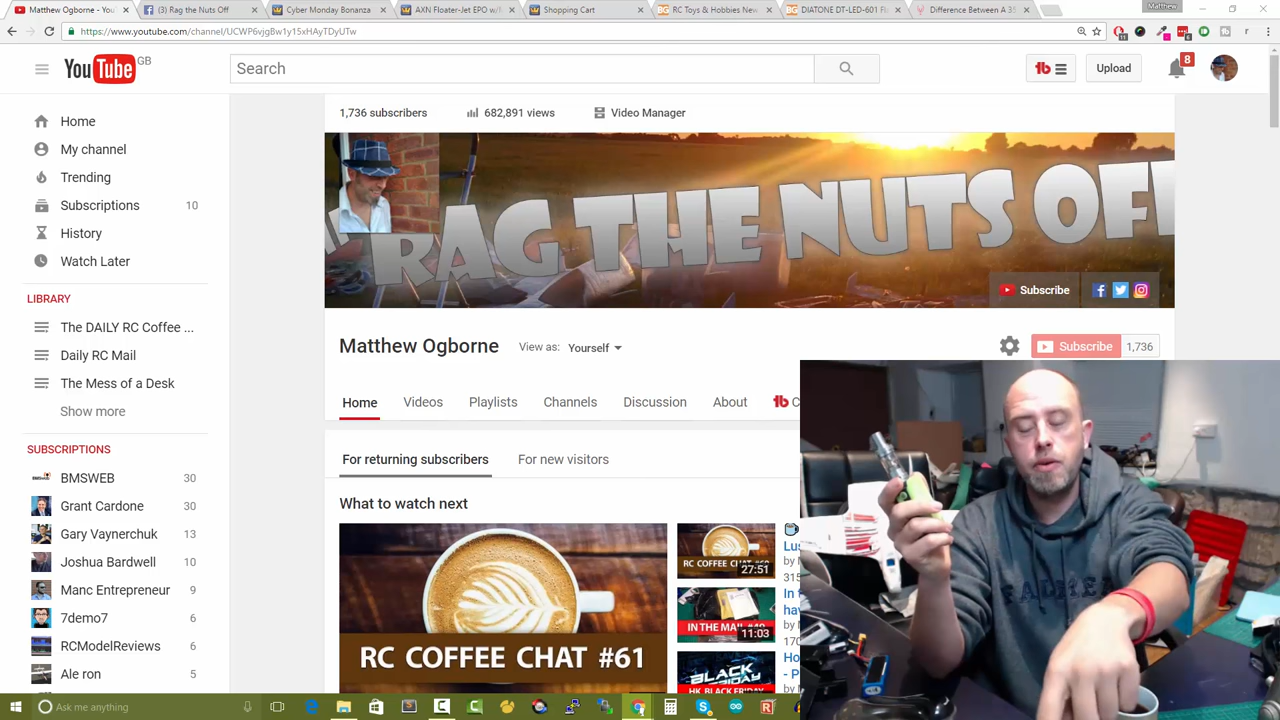 Matthew Ogborne - You
(3) Rag the Nuts Off
Cyber Monday Bonanza
AXN Floater-Jet EPO w/
Shopping Cart
RC Toys & Hobbies New
DIATONE DT-LED-601
Difference Between A 35
Matthew
https://www.youtube.com/channel/UCWP6vjgBw1y15xHAyTDyUTw
YouTube GB
Search
Upload
8
1,736 subscribers
682,891 views
Video Manager
Home
My channel
Trending
Subscriptions 10
History
Watch Later
LIBRARY
The DAILY RC Coffee ...
Daily RC Mail
The Mess of a Desk
Show more
SUBSCRIPTIONS
BMSWEB 30
Grant Cardone 30
Gary Vaynerchuk 13
Joshua Bardwell 9
Manc Entrepreneur 9
7demo7 6
RCModelReviews 6
Ale ron 5
RAG THE NUTS OFF
Subscribe
Matthew Ogborne
View as: Yourself
Subscribe 1,736
Home Videos Playlists Channels Discussion About
For returning subscribers
For new visitors
What to watch next
RC COFFEE CHAT #61
27:51
IN THE MAIL #49
11:03
BLACK
HK BLACK FRIDAY
Ask me anything